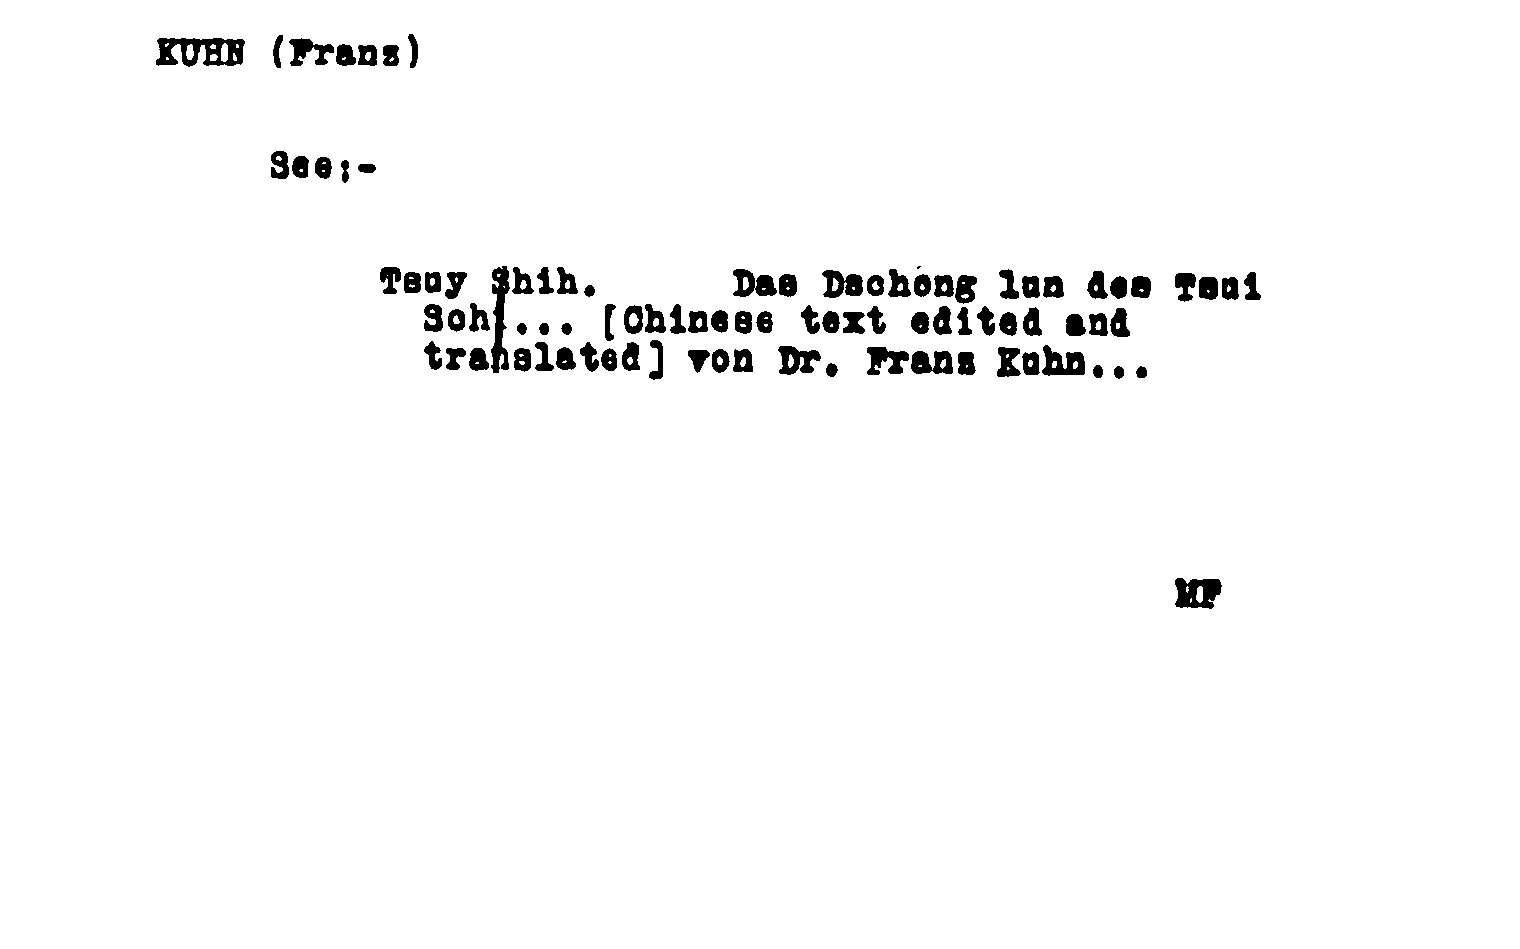 KUHN (Franz)
See:-
Tsuy Shih. Das Dscheng lun des Tsui
Schi... [Chinese text edited and
translated] von Dr. Franz Kuhn...
MF